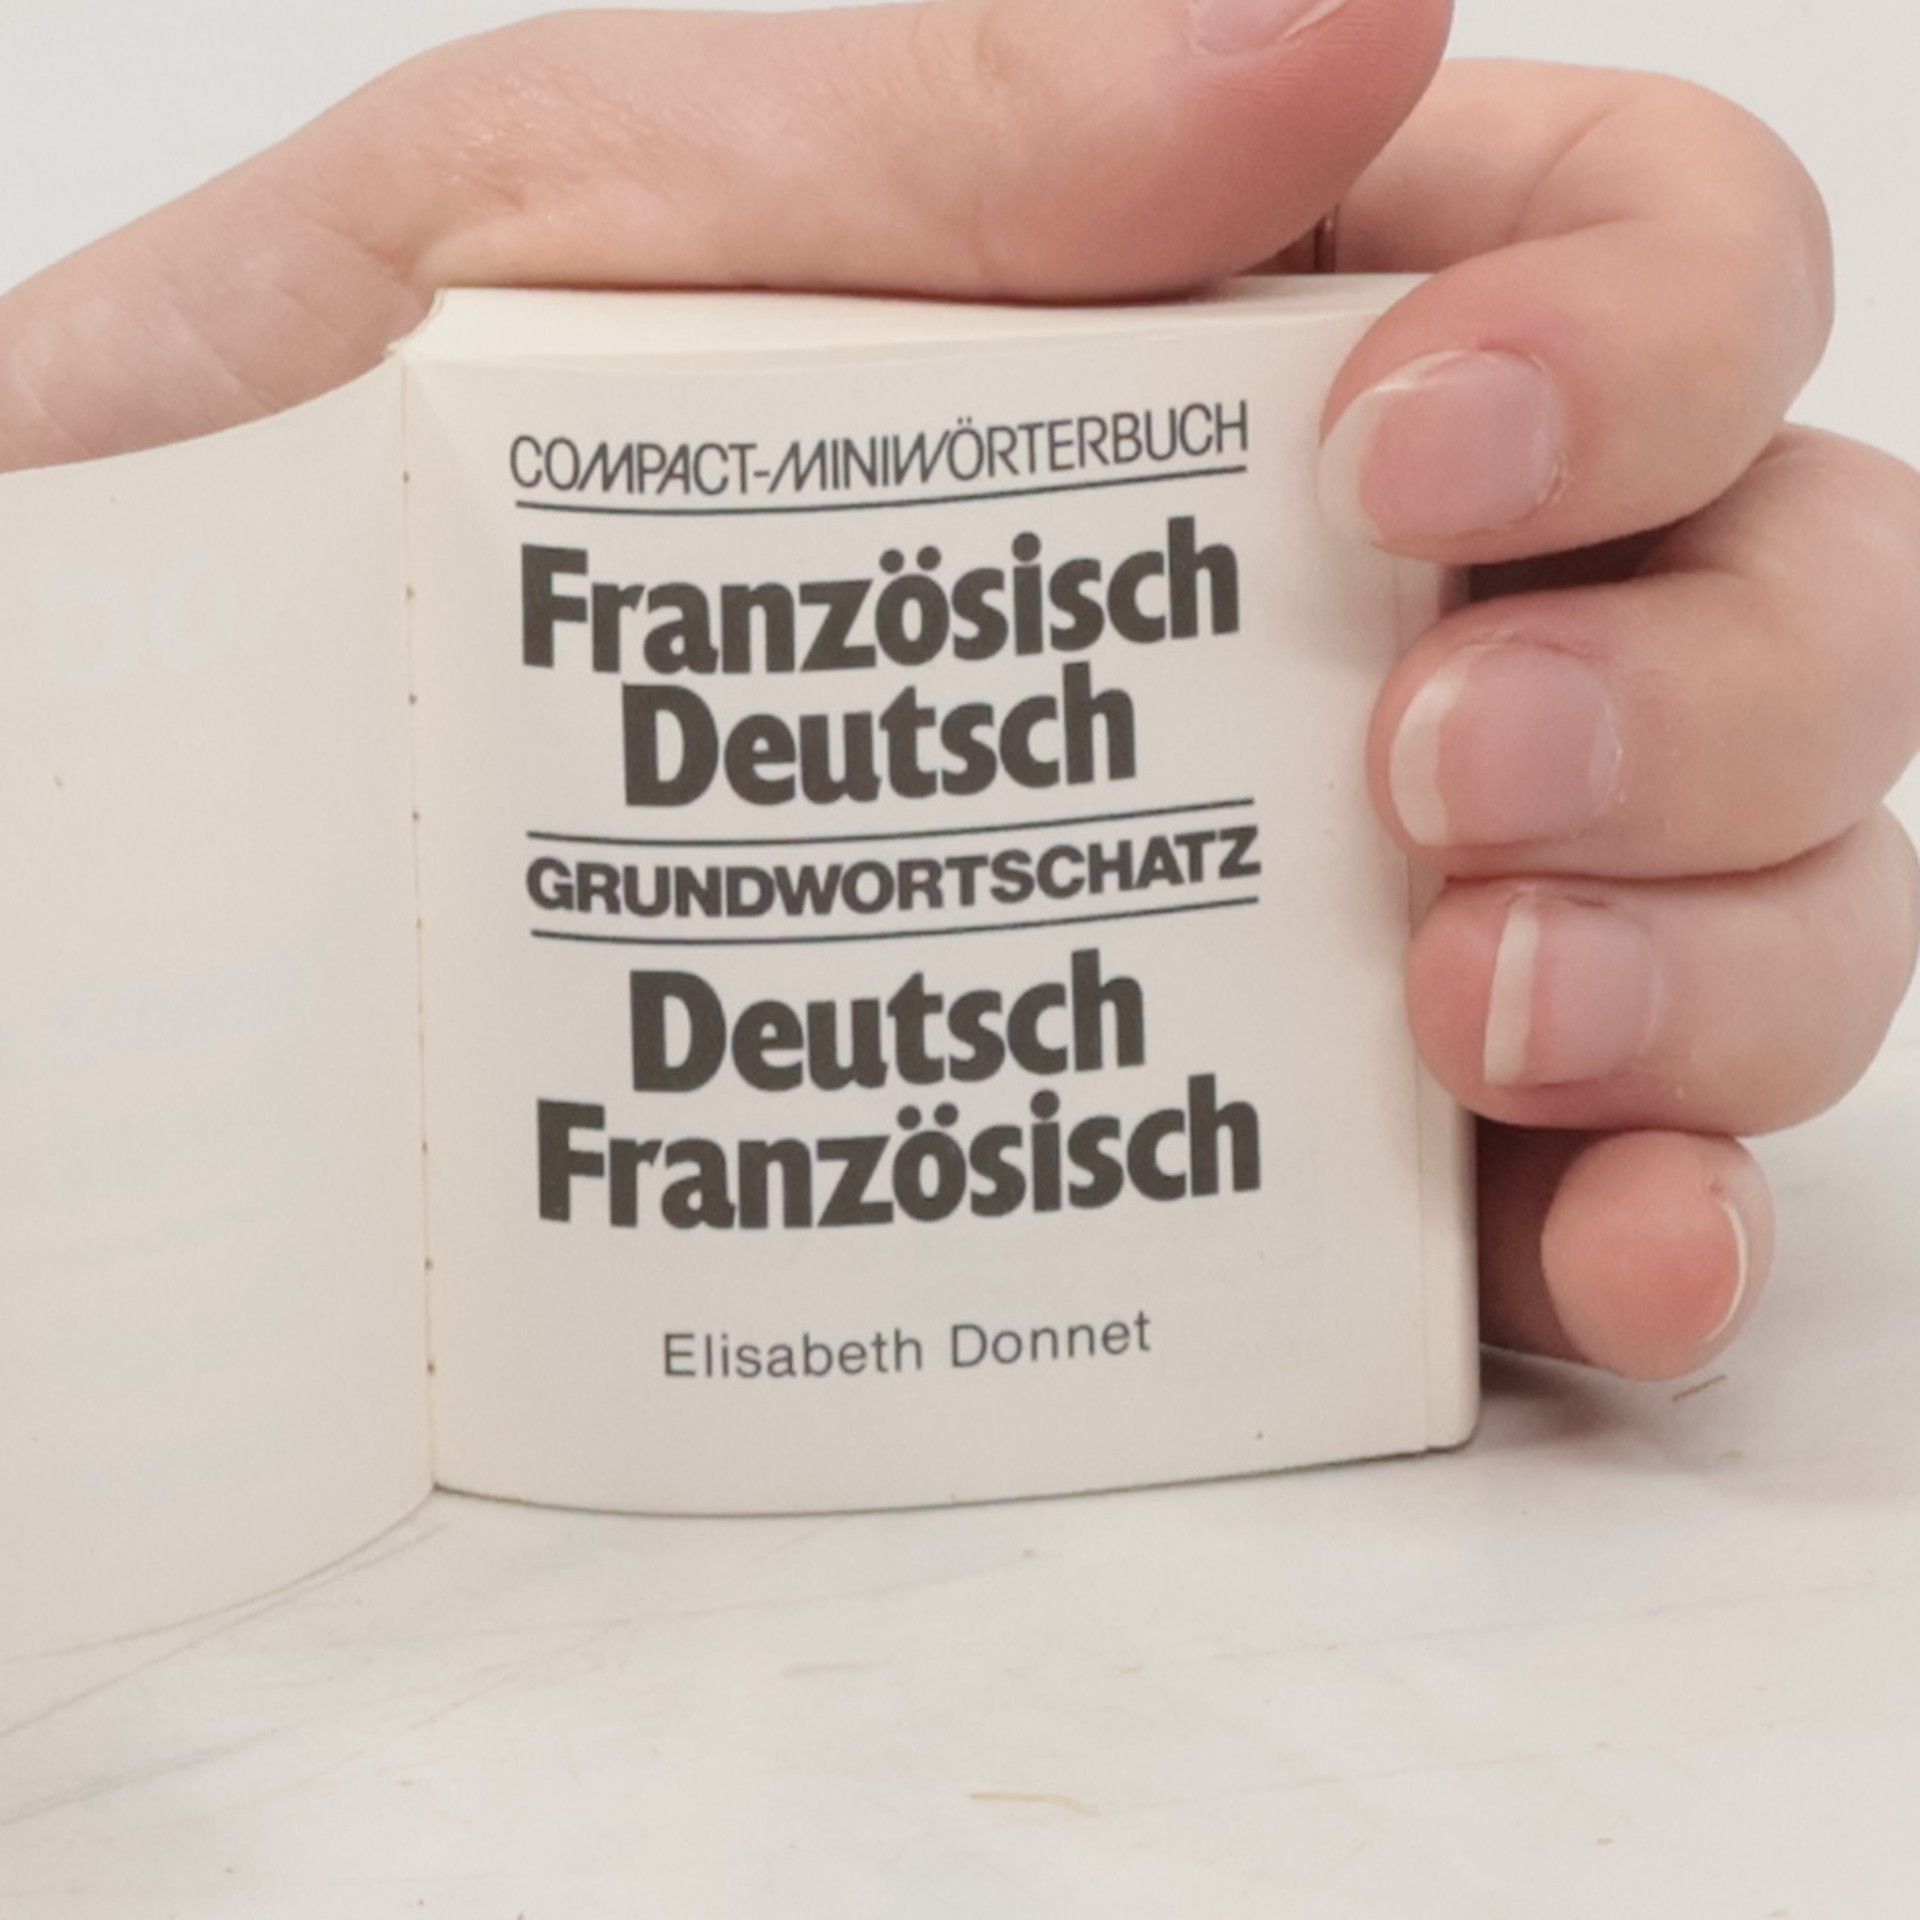 COMPACT-MINIWÖRTERBUCH
Französisch
Deutsch
GRUNDWORTSCHATZ
Deutsch
Französisch
Elisabeth Donnet